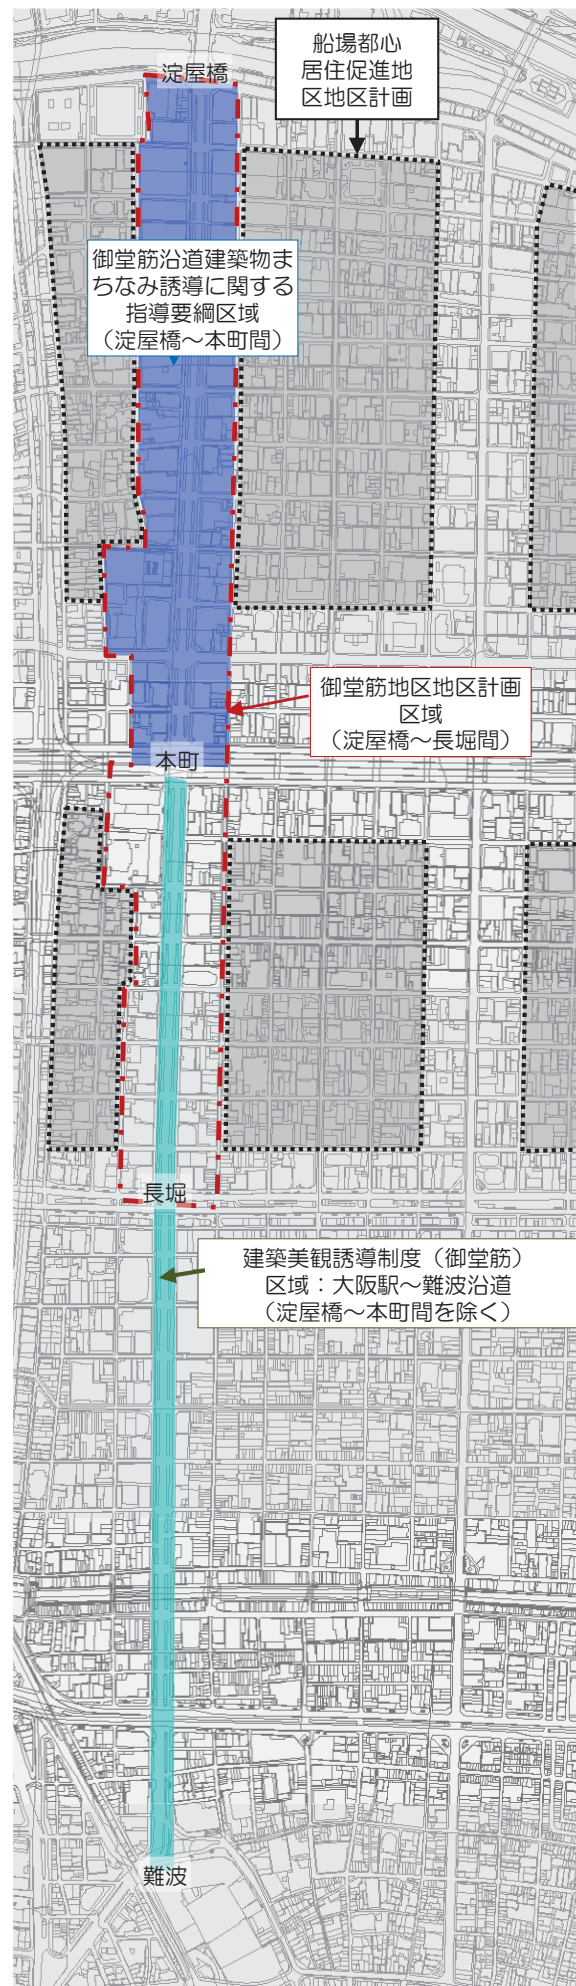 船場都心
居住促進地
区地区計画
淀屋橋
御堂筋沿道建築物ま
ちなみ誘導に関する
指導要綱区域
（淀屋橋～本町間）
御堂筋地区地区計画
区域
（淀屋橋～長堀間）
本町
長堀
建築美観誘導制度（御堂筋）
区域：大阪駅～難波沿道
（淀屋橋～本町間を除く）
難波